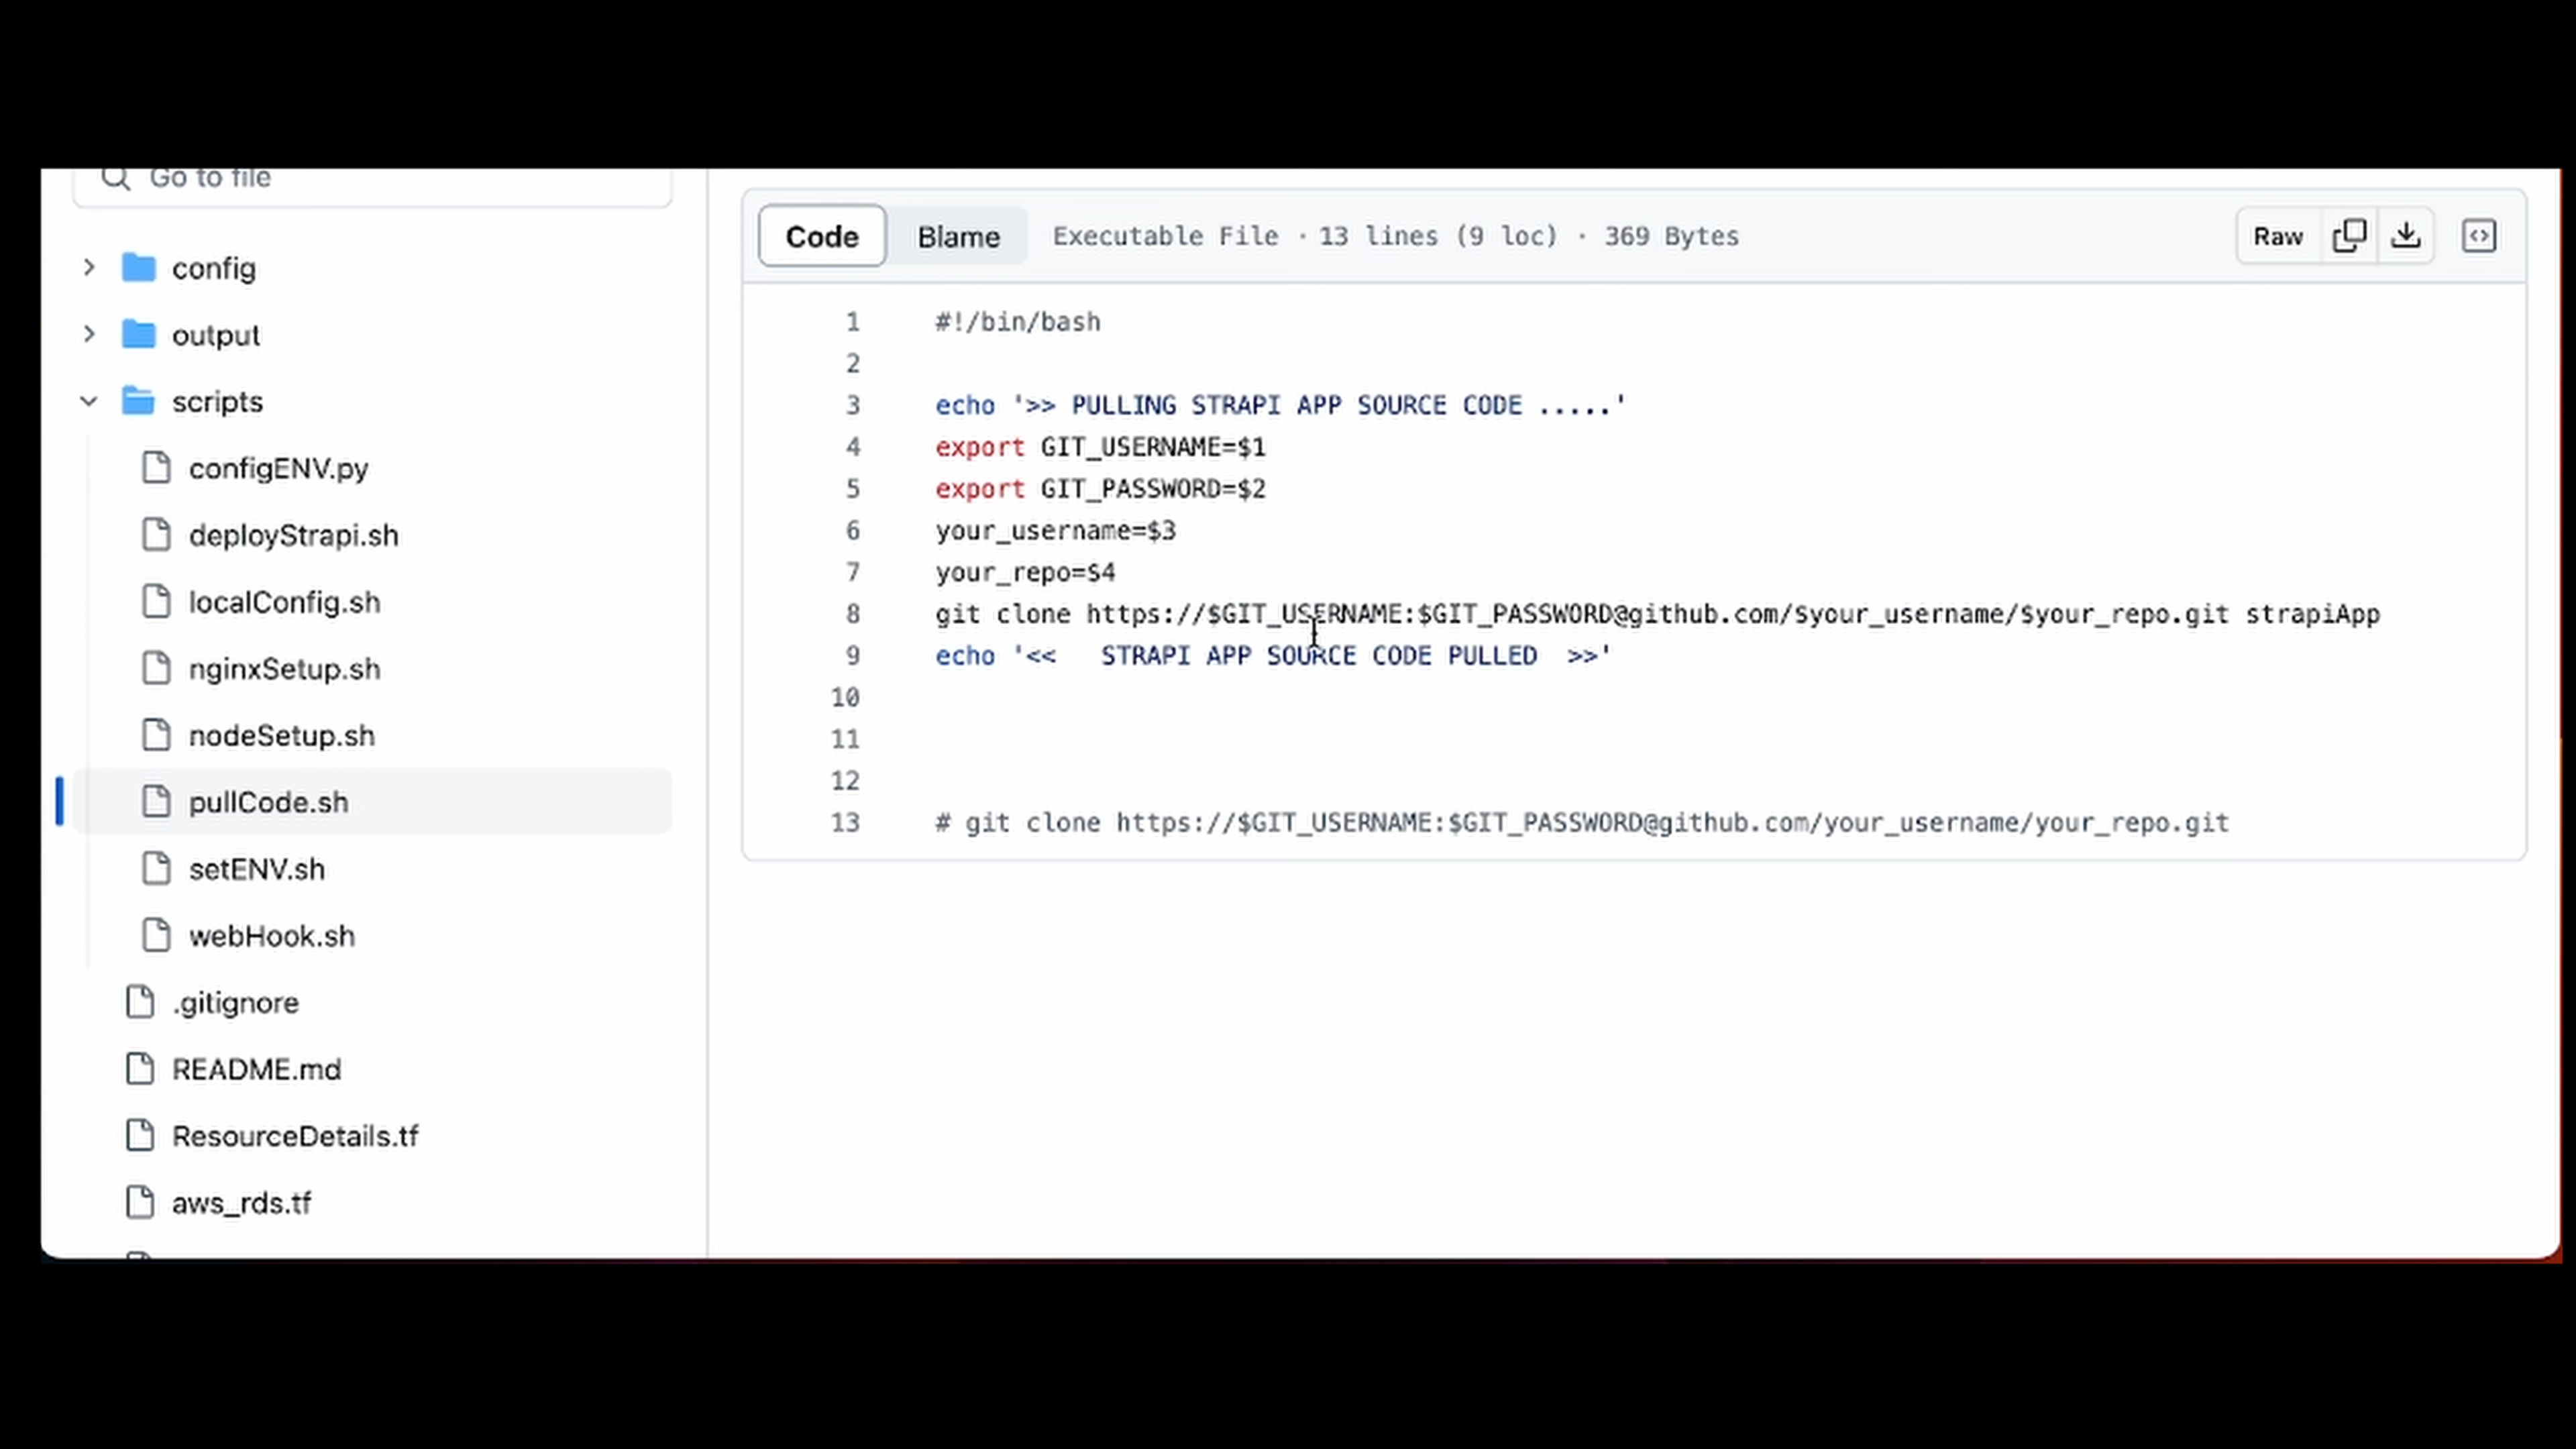 Go to file
config
output
scripts
configENV.py
deployStrapi.sh
localConfig.sh
nginxSetup.sh
nodeSetup.sh
pullCode.sh
setENV.sh
webHook.sh
.gitignore
README.md
ResourceDetails.tf
aws_rds.tf
Code Blame Executable File · 13 lines (9 loc) · 369 Bytes Raw
1 #!/bin/bash
2
3 echo '>> PULLING STRAPI APP SOURCE CODE .....'
4 export GIT_USERNAME=$1
5 export GIT_PASSWORD=$2
6 your_username=$3
7 your_repo=$4
8 git clone https://$GIT_USERNAME:$GIT_PASSWORD@github.com/$your_username/$your_repo.git strapiApp
9 echo '<<   STRAPI APP SOURCE CODE PULLED  >>'
10
11
12
13 # git clone https://$GIT_USERNAME:$GIT_PASSWORD@github.com/your_username/your_repo.git